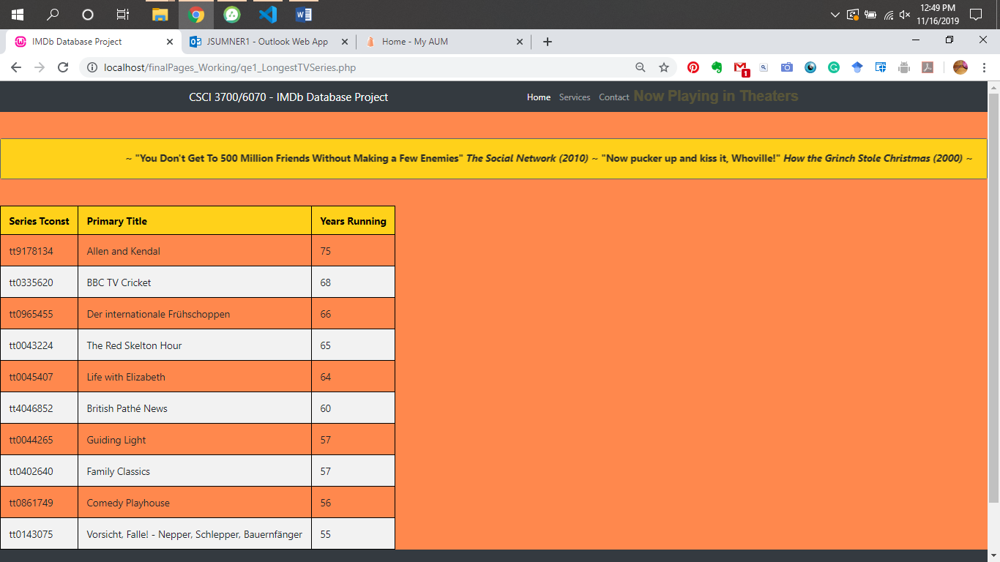 12:49 PM
11/16/2019
IMDb Database Project
JSUMNER1 - Outlook Web App
Home - My AUM
localhost/finalPages_Working/qe1_LongestTVSeries.php
1
CSCI 3700/6070 - IMDb Database Project
Home Services Contact Now Playing in Theaters
~ "You Don't Get To 500 Million Friends Without Making a Few Enemies" The Social Network (2010) ~ "Now pucker up and kiss it, Whoville!" How the Grinch Stole Christmas (2000) ~
Series Tconst Primary Title Years Running
tt9178134 Allen and Kendal 75
tt0335620 BBC TV Cricket 68
tt0965455 Der internationale Frühschoppen 66
tt0043224 The Red Skelton Hour 65
tt0045407 Life with Elizabeth 64
tt4046852 British Pathé News 60
tt0044265 Guiding Light 57
tt0402640 Family Classics 57
tt0861749 Comedy Playhouse 56
tt0143075 Vorsicht, Falle! - Nepper, Schlepper, Bauernfänger 55